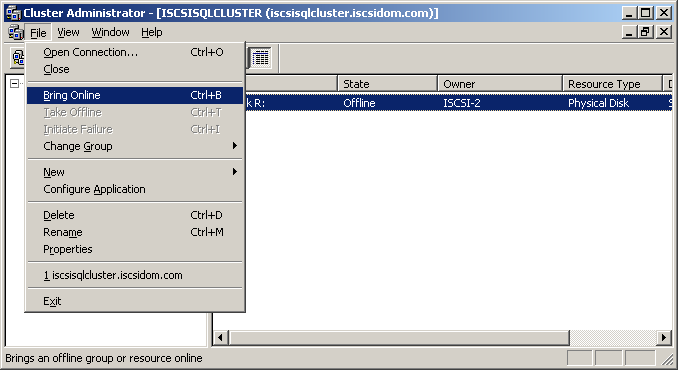 Cluster Administrator - [ISCSISQLCLUSTER (iscsisqlcluster.iscsidom.com)]
File View Window Help
Open Connection... Ctrl+O
Close
Bring Online Ctrl+B
Take Offline Ctrl+T
Initiate Failure Ctrl+I
Change Group
New
Configure Application
Delete Ctrl+D
Rename Ctrl+M
Properties
1 iscsisqlcluster.iscsidom.com
Exit
State Owner Resource Type D
k R: Offline ISCSI-2 Physical Disk
Brings an offline group or resource online